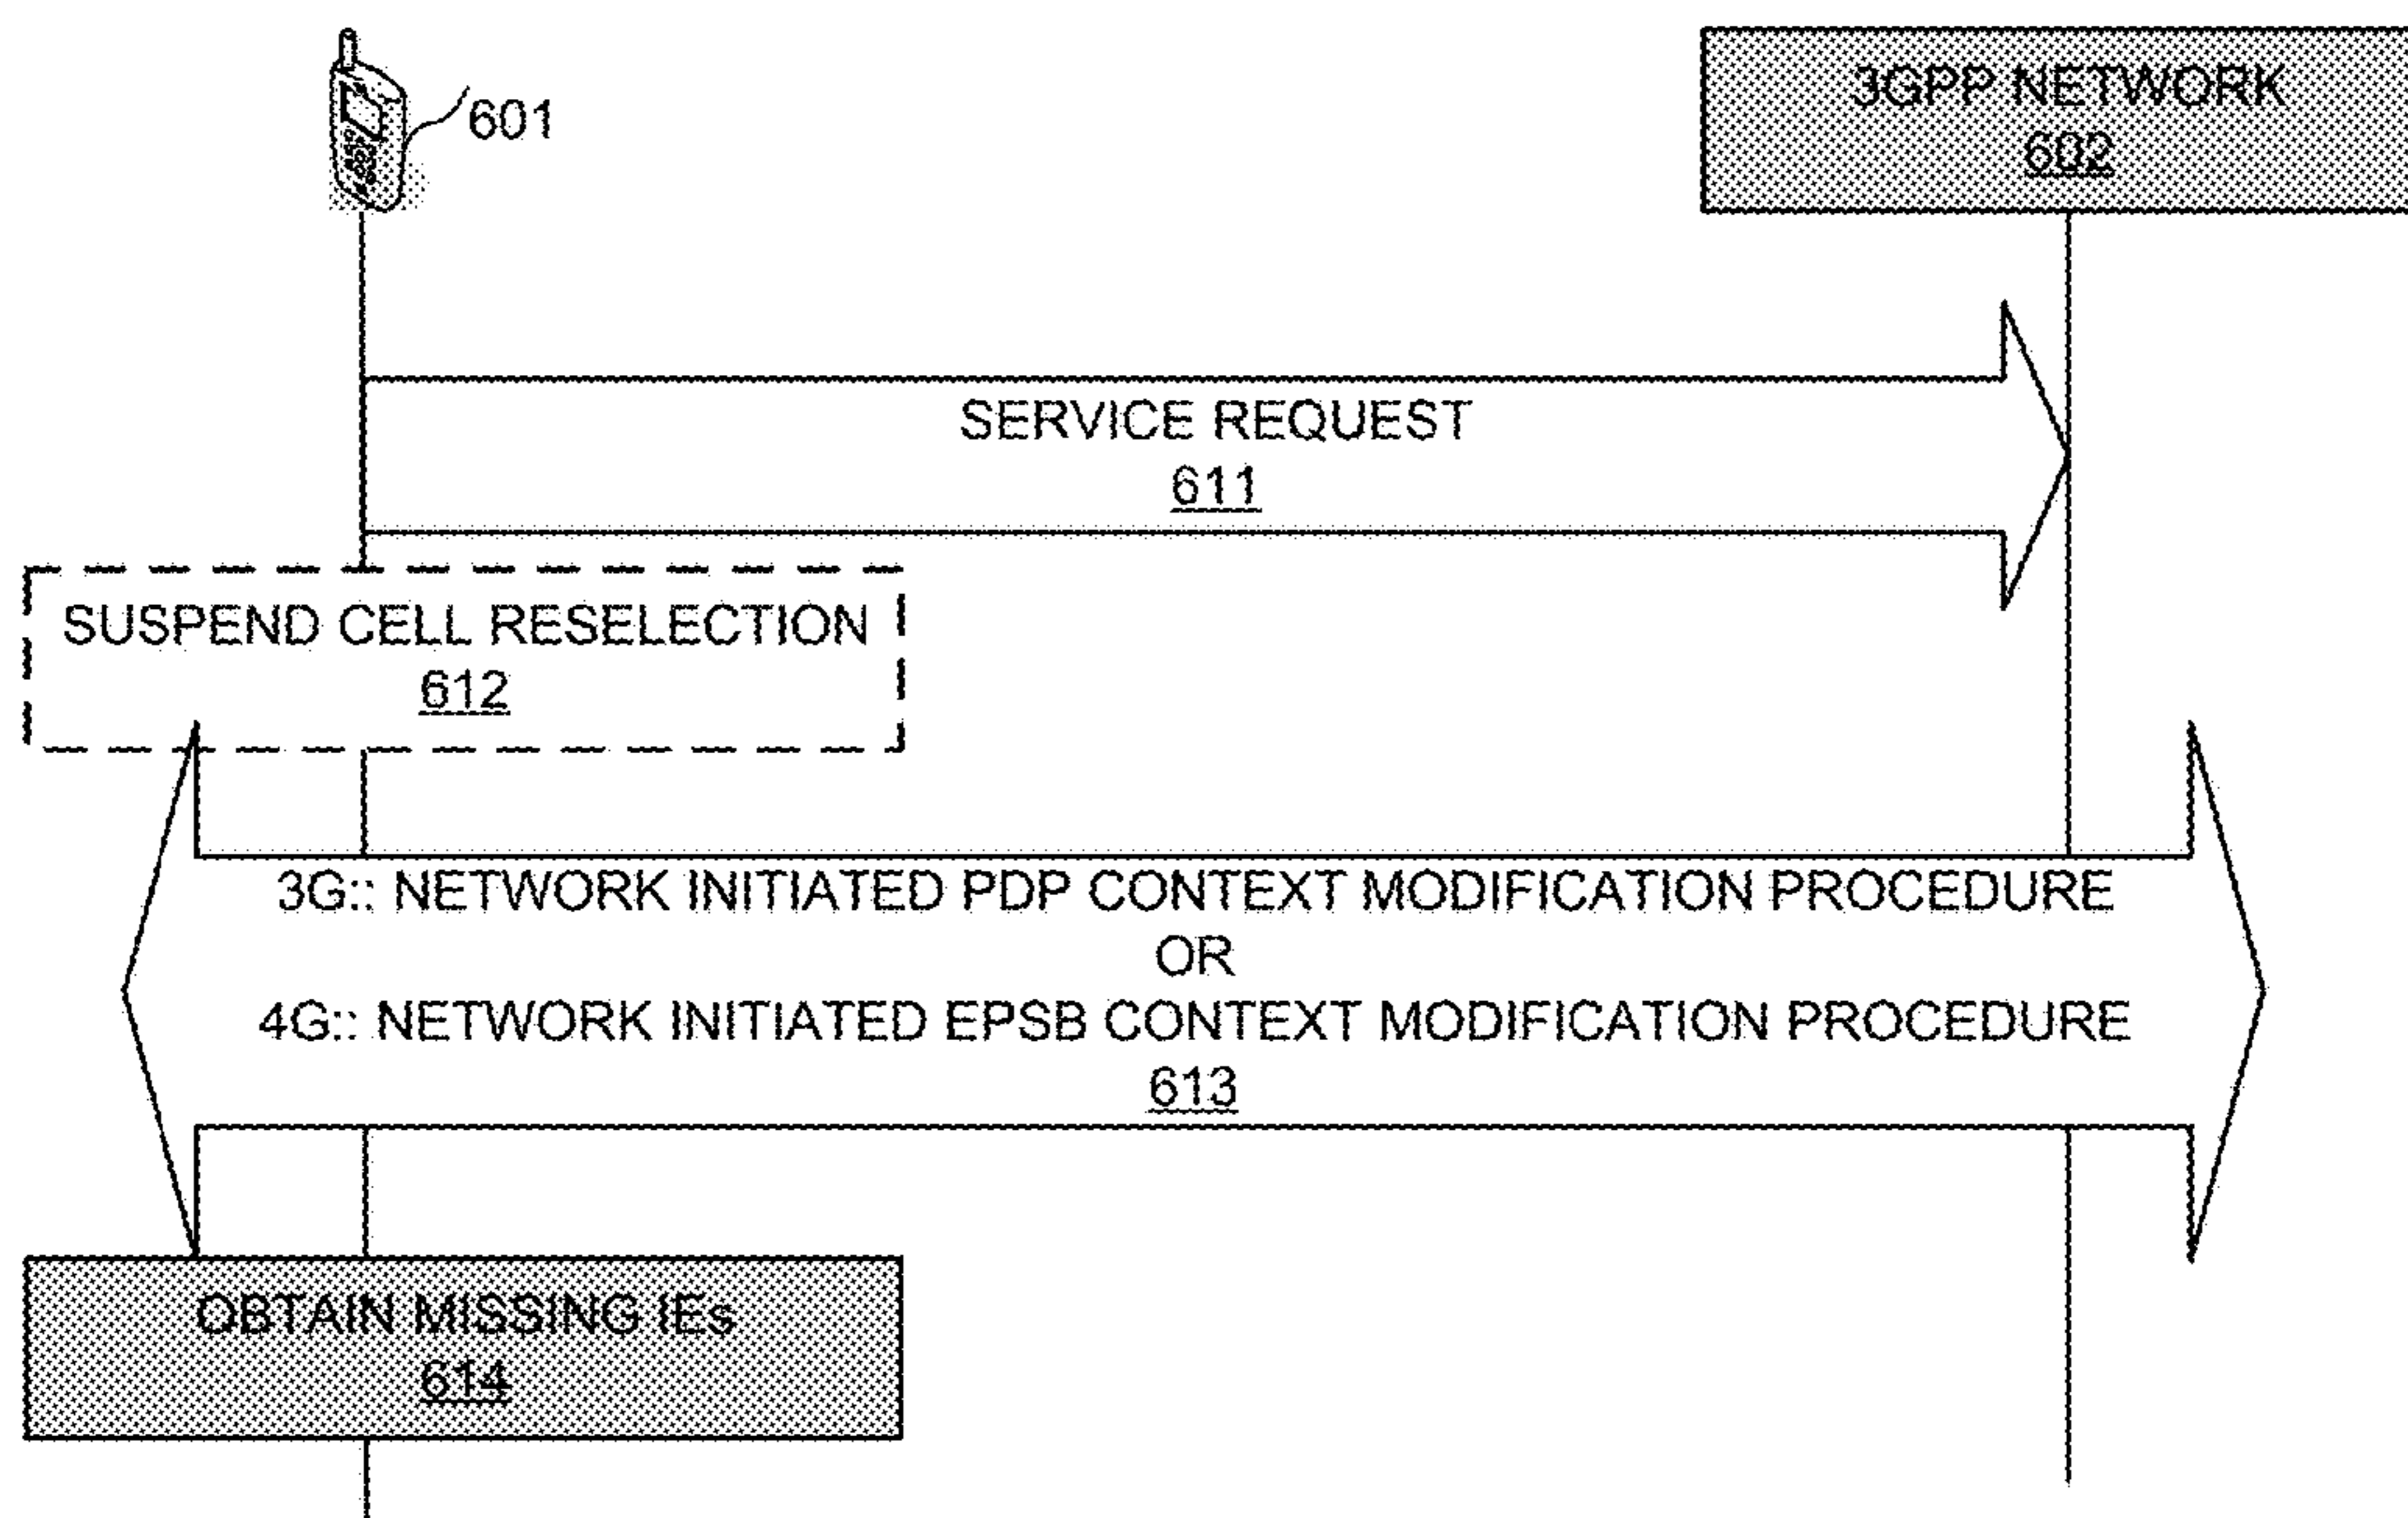 601
3GPP NETWORK
602
SERVICE REQUEST
611
SUSPEND CELL RESELECTION
612
3G:: NETWORK INITIATED PDP CONTEXT MODIFICATION PROCEDURE
OR
4G:: NETWORK INITIATED EPSB CONTEXT MODIFICATION PROCEDURE
613
OBTAIN MISSING IEs
614